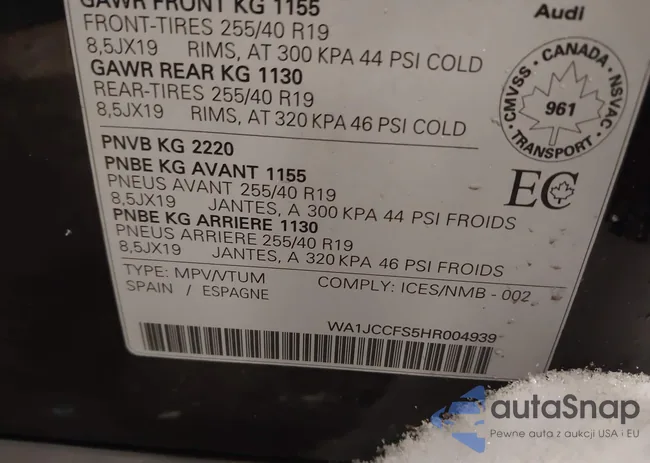 GAWR FRONT KG 1155
FRONT-TIRES 255/40 R19
8,5JX19 RIMS, AT 300 KPA 44 PSI COLD
GAWR REAR KG 1130
REAR-TIRES 255/40 R19
8,5JX19 RIMS, AT 320 KPA 46 PSI COLD
PNVB KG 2220
PNBE KG AVANT 1155
PNEUS AVANT 255/40 R19
8,5JX19 JANTES, A 300 KPA 44 PSI FROIDS
PNBE KG ARRIERE 1130
PNEUS ARRIERE 255/40 R19
8,5JX19 JANTES, A 320 KPA 46 PSI FROIDS
TYPE: MPV/VTUM COMPLY: ICES/NMB - 002
SPAIN / ESPAGNE
WA1JCCFS5HR004939
Audi
CMVSS · CANADA · NSVAC
961
TRANSPORT
EC
autaSnap
Pewne auta z aukcji USA i EU